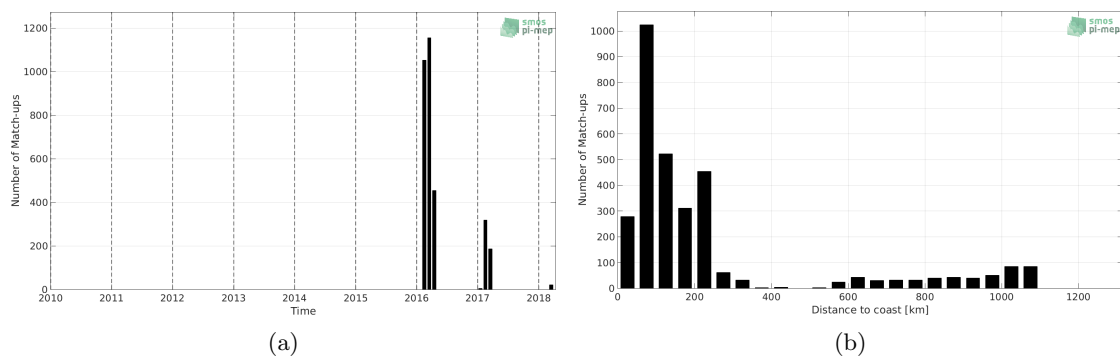 smos
pi-mep
1200
1000
800
600
400
200
0
Number of Match-ups
2010 2011 2012 2013 2014 2015 2016 2017 2018
Time
(a)
smos
pi-mep
1000
900
800
700
600
500
400
300
200
100
0
Number of Match-ups
0 200 400 600 800 1000 1200
Distance to coast [km]
(b)